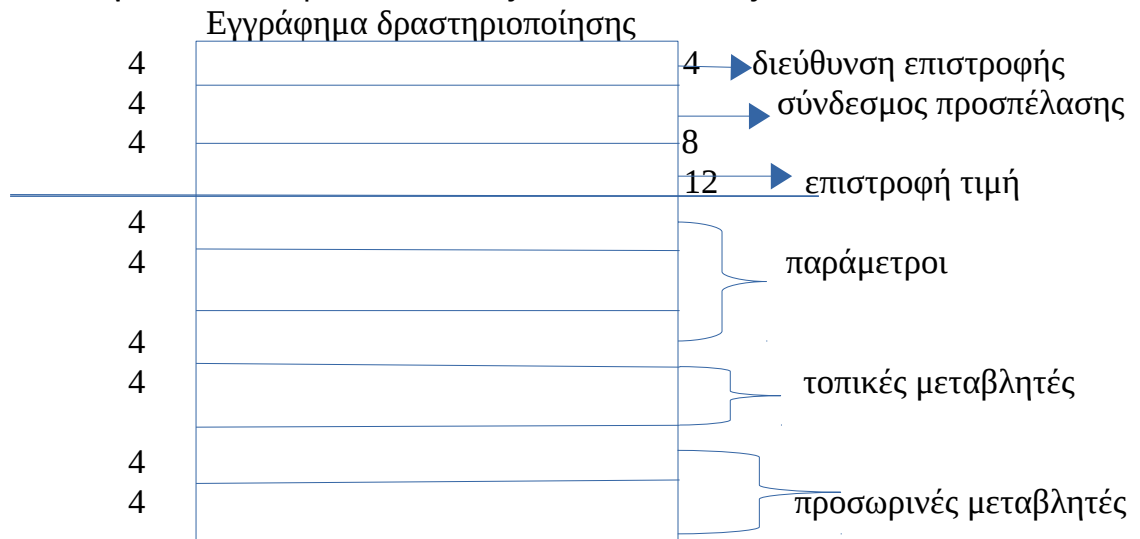 Εγγράφημα δραστηριοποίησης
4 4 διεύθυνση επιστροφής
4 σύνδεσμος προσπέλασης
4 8
12 επιστροφή τιμή
4
4 παράμετροι
4
4 τοπικές μεταβλητές
4
4 προσωρινές μεταβλητές